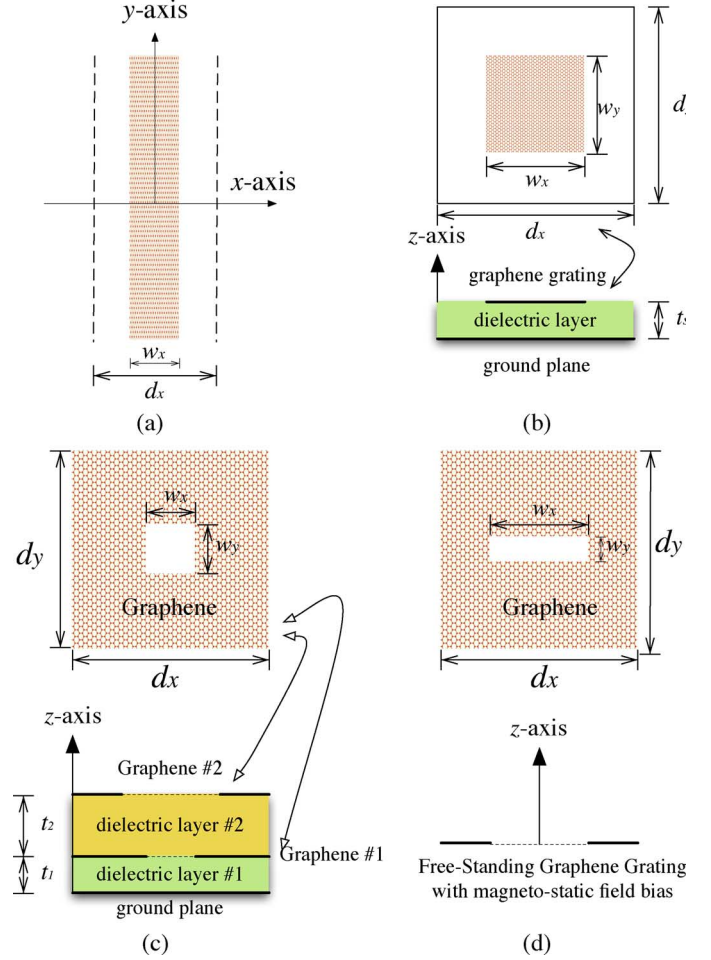 y-axis
x-axis
wx
dx
(a)
wy
wx
dx
z-axis
graphene grating
dielectric layer
ground plane
(b)
wx
wy
dy
Graphene
dx
z-axis
Graphene #2
t2
dielectric layer #2
Graphene #1
t1
dielectric layer #1
ground plane
(c)
wx
wy
dy
Graphene
dx
z-axis
Free-Standing Graphene Grating
with magneto-static field bias
(d)